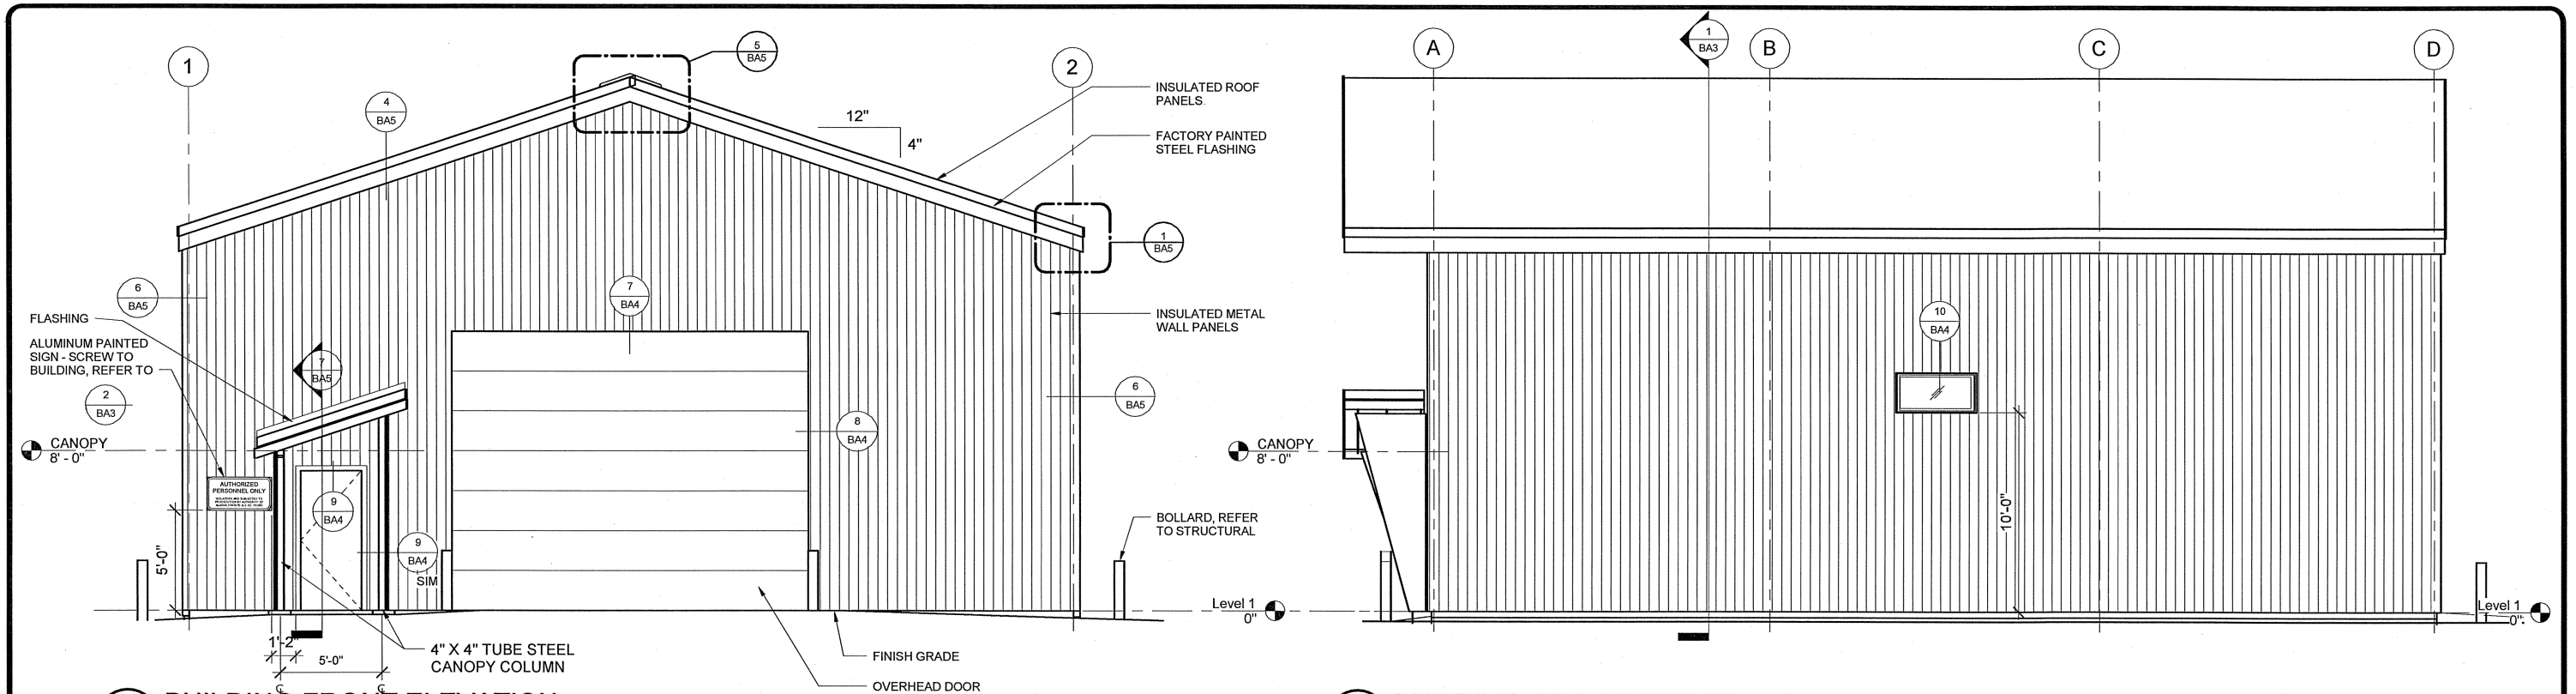 1
5
BA5
2
A
1
BA3
B
C
D
4
BA5
INSULATED ROOF
PANELS.
12"
4"
FACTORY PAINTED
STEEL FLASHING
1
BA5
6
BA5
7
BA4
FLASHING
INSULATED METAL
WALL PANELS
10
BA4
ALUMINUM PAINTED
SIGN - SCREW TO
BUILDING, REFER TO
7
BA5
2
BA3
6
BA5
8
BA4
CANOPY
8' - 0"
CANOPY
8' - 0"
AUTHORIZED
PERSONNEL ONLY
9
BA4
10'-0"
BOLLARD, REFER
TO STRUCTURAL
5'-0"
9
BA4
SIM
Level 1
0"
Level 1
0"
1'-2"
5'-0"
4" X 4" TUBE STEEL
CANOPY COLUMN
FINISH GRADE
OVERHEAD DOOR
BUILDING FRONT ELEVATION